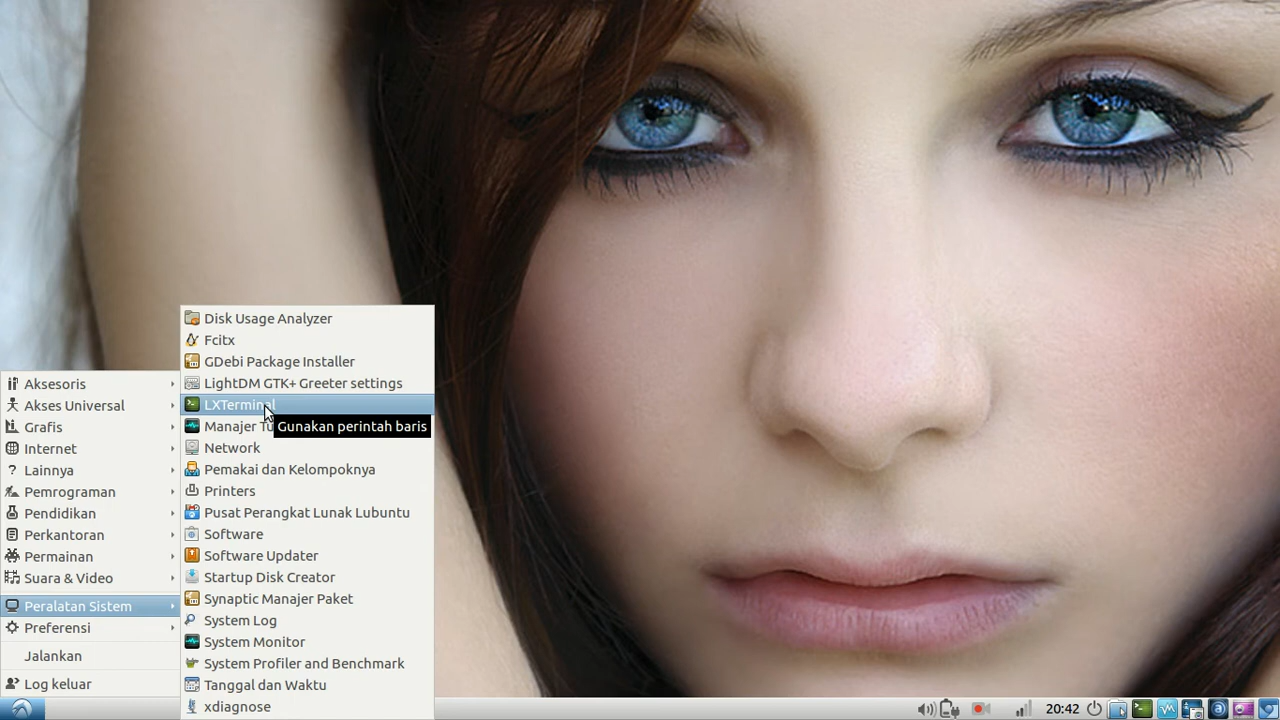 Disk Usage Analyzer
Fcitx
GDebi Package Installer
LightDM GTK+ Greeter settings
LXTerminal
Manajer
Gunakan perintah baris
Network
Pemakai dan Kelompoknya
Printers
Pusat Perangkat Lunak Lubuntu
Software
Software Updater
Startup Disk Creator
Synaptic Manajer Paket
System Log
System Monitor
System Profiler and Benchmark
Tanggal dan Waktu
xdiagnose
Aksesoris
Akses Universal
Grafis
Internet
Lainnya
Pemrograman
Pendidikan
Perkantoran
Permainan
Suara & Video
Peralatan Sistem
Preferensi
Jalankan
Log keluar
20:42